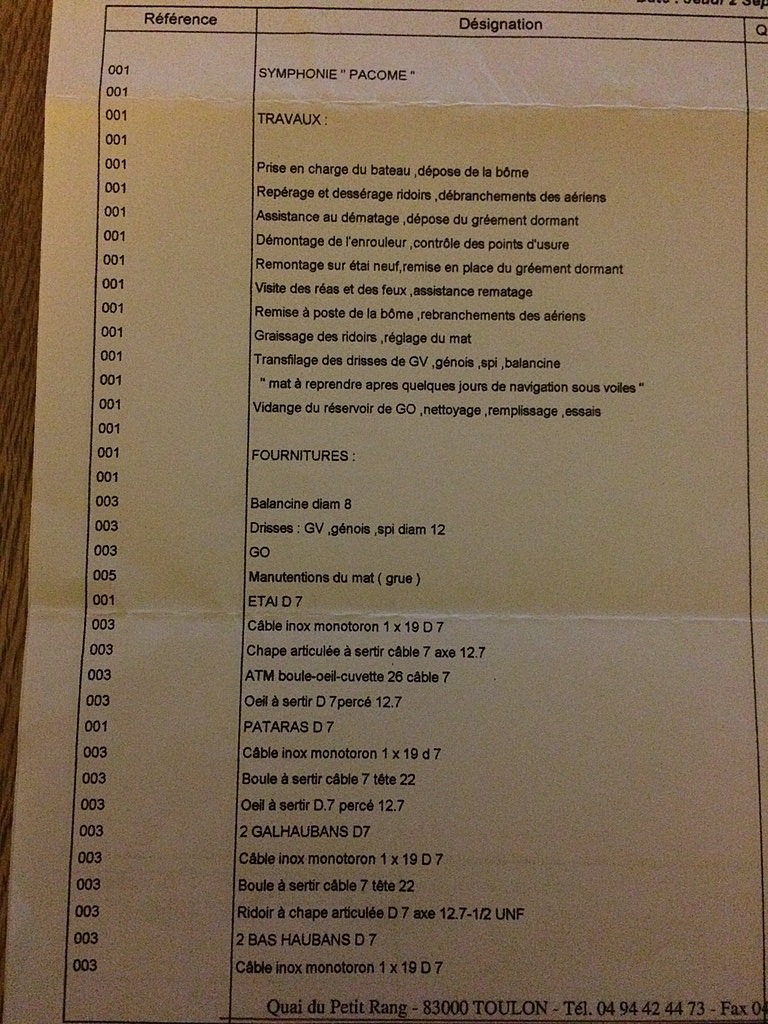 Référence Désignation
001 SYMPHONIE " PACOME "
001
001 TRAVAUX :
001
001 Prise en charge du bateau ,dépose de la bôme
001 Repérage et dessérage ridoirs ,débranchements des aériens
001 Assistance au dématage ,dépose du gréement dormant
001 Démontage de l'enrouleur ,contrôle des points d'usure
001 Remontage sur étai neuf,remise en place du gréement dormant
001 Visite des réas et des feux ,assistance rematage
001 Remise à poste de la bôme ,rebranchements des aériens
001 Graissage des ridoirs ,réglage du mat
001 Transfilage des drisses de GV ,génois ,spi ,balancine
001 " mat à reprendre apres quelques jours de navigation sous voiles "
001 Vidange du réservoir de GO ,nettoyage ,remplissage ,essais
001
001 FOURNITURES :
001
003 Balancine diam 8
003 Drisses : GV ,génois ,spi diam 12
003 GO
005 Manutentions du mat ( grue )
001 ETAI D 7
003 Câble inox monotoron 1 x 19 D 7
003 Chape articulée à sertir câble 7 axe 12.7
003 ATM boule-oeil-cuvette 26 câble 7
003 Oeil à sertir D 7percé 12.7
001 PATARAS D 7
003 Câble inox monotoron 1 x 19 d 7
003 Boule à sertir câble 7 tête 22
003 Oeil à sertir D.7 percé 12.7
003 2 GALHAUBANS D7
003 Câble inox monotoron 1 x 19 D 7
003 Boule à sertir câble 7 tête 22
003 Ridoir à chape articulée D 7 axe 12.7-1/2 UNF
003 2 BAS HAUBANS D 7
003 Câble inox monotoron 1 x 19 D 7
Quai du Petit Rang - 83000 TOULON - Tél. 04 94 42 44 73 - Fax 04